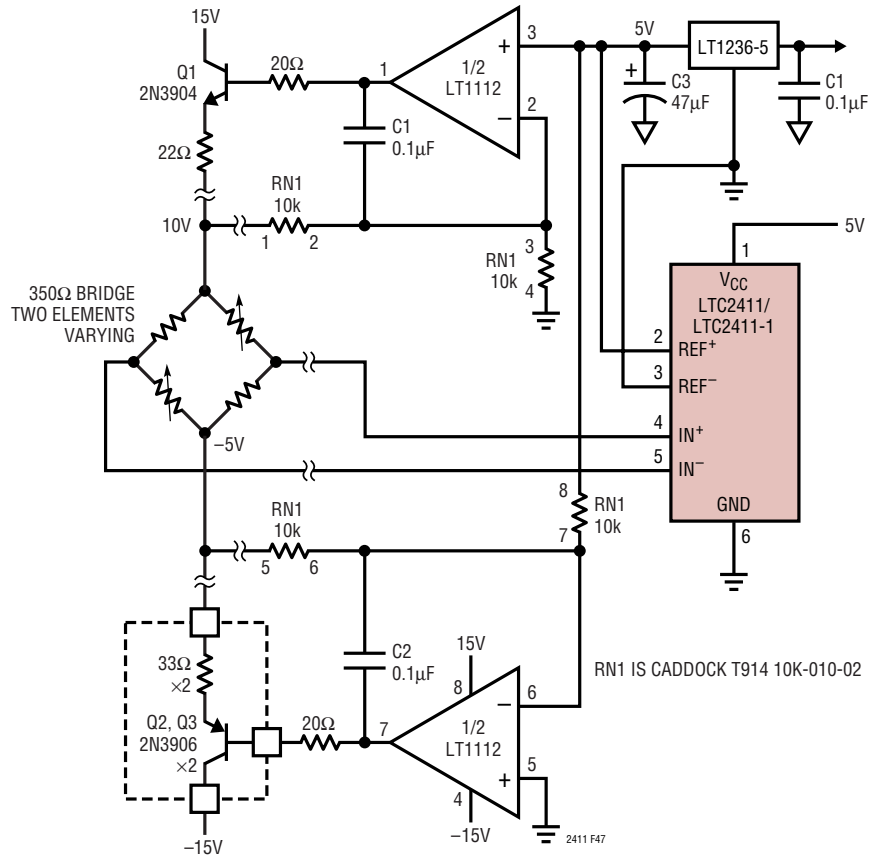 15V
Q1
2N3904
20Ω
1
1/2
LT1112
+
3
–
2
5V
LT1236-5
+
C3
47µF
C1
0.1µF
22Ω
C1
0.1µF
10V
RN1
10k
1
2
RN1
10k
3
4
5V
1
VCC
LTC2411/
LTC2411-1
2
REF+
3
REF–
4
IN+
5
IN–
GND
6
350Ω BRIDGE
TWO ELEMENTS
VARYING
–5V
RN1
10k
5
6
8
RN1
10k
7
C2
0.1µF
15V
8
RN1 IS CADDOCK T914 10K-010-02
33Ω
×2
Q2, Q3
2N3906
×2
20Ω
7
1/2
LT1112
–
6
+
5
4
–15V
–15V
2411 F47